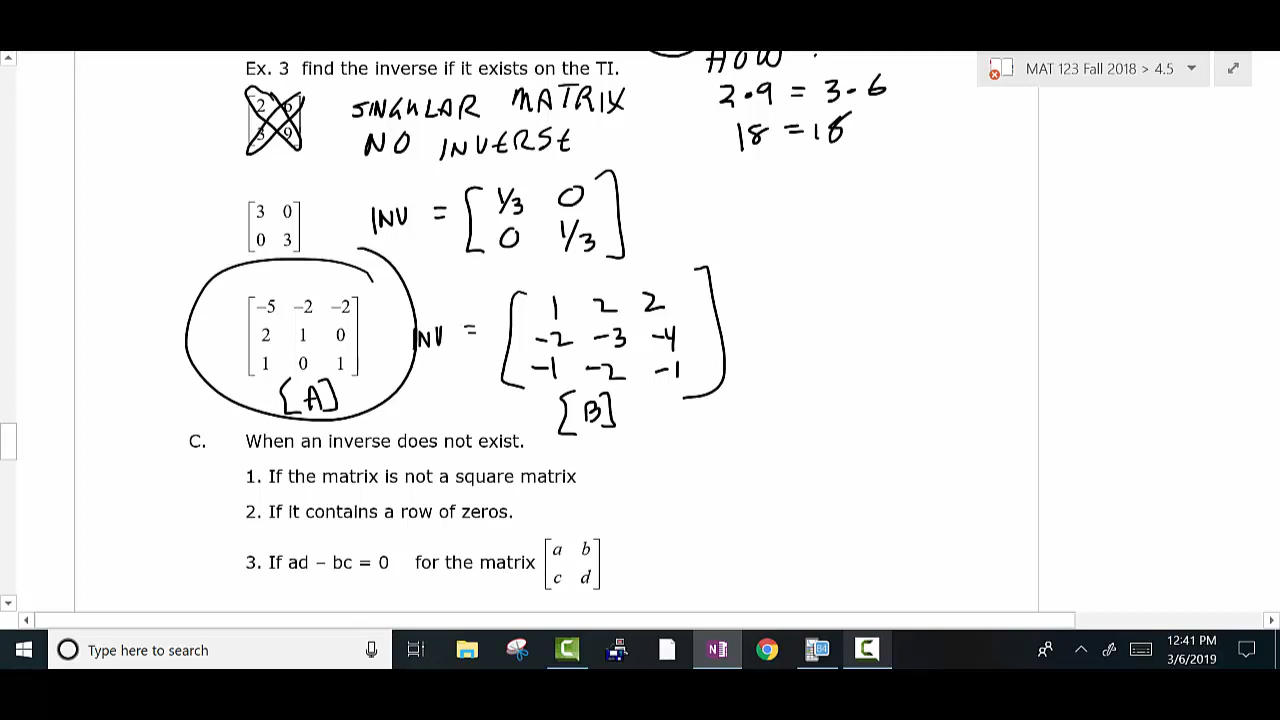 HOW
MAT 123 Fall 2018 > 4.5
Ex. 3 find the inverse if it exists on the TI.
2 · 9 = 3 · 6
2
3 9
SINGULAR MATRIX
NO INVERSE
18 = 18
3 0
0 3
INV = [ 1/3 0
0 1/3 ]
-5 -2 -2
2 1 0
1 0 1
[A]
INV = [ 1 2 2
-2 -3 -4
-1 -2 -1 ]
[B]
C. When an inverse does not exist.
1. If the matrix is not a square matrix
2. If it contains a row of zeros.
3. If ad – bc = 0 for the matrix
a b
c d
Type here to search
12:41 PM
3/6/2019